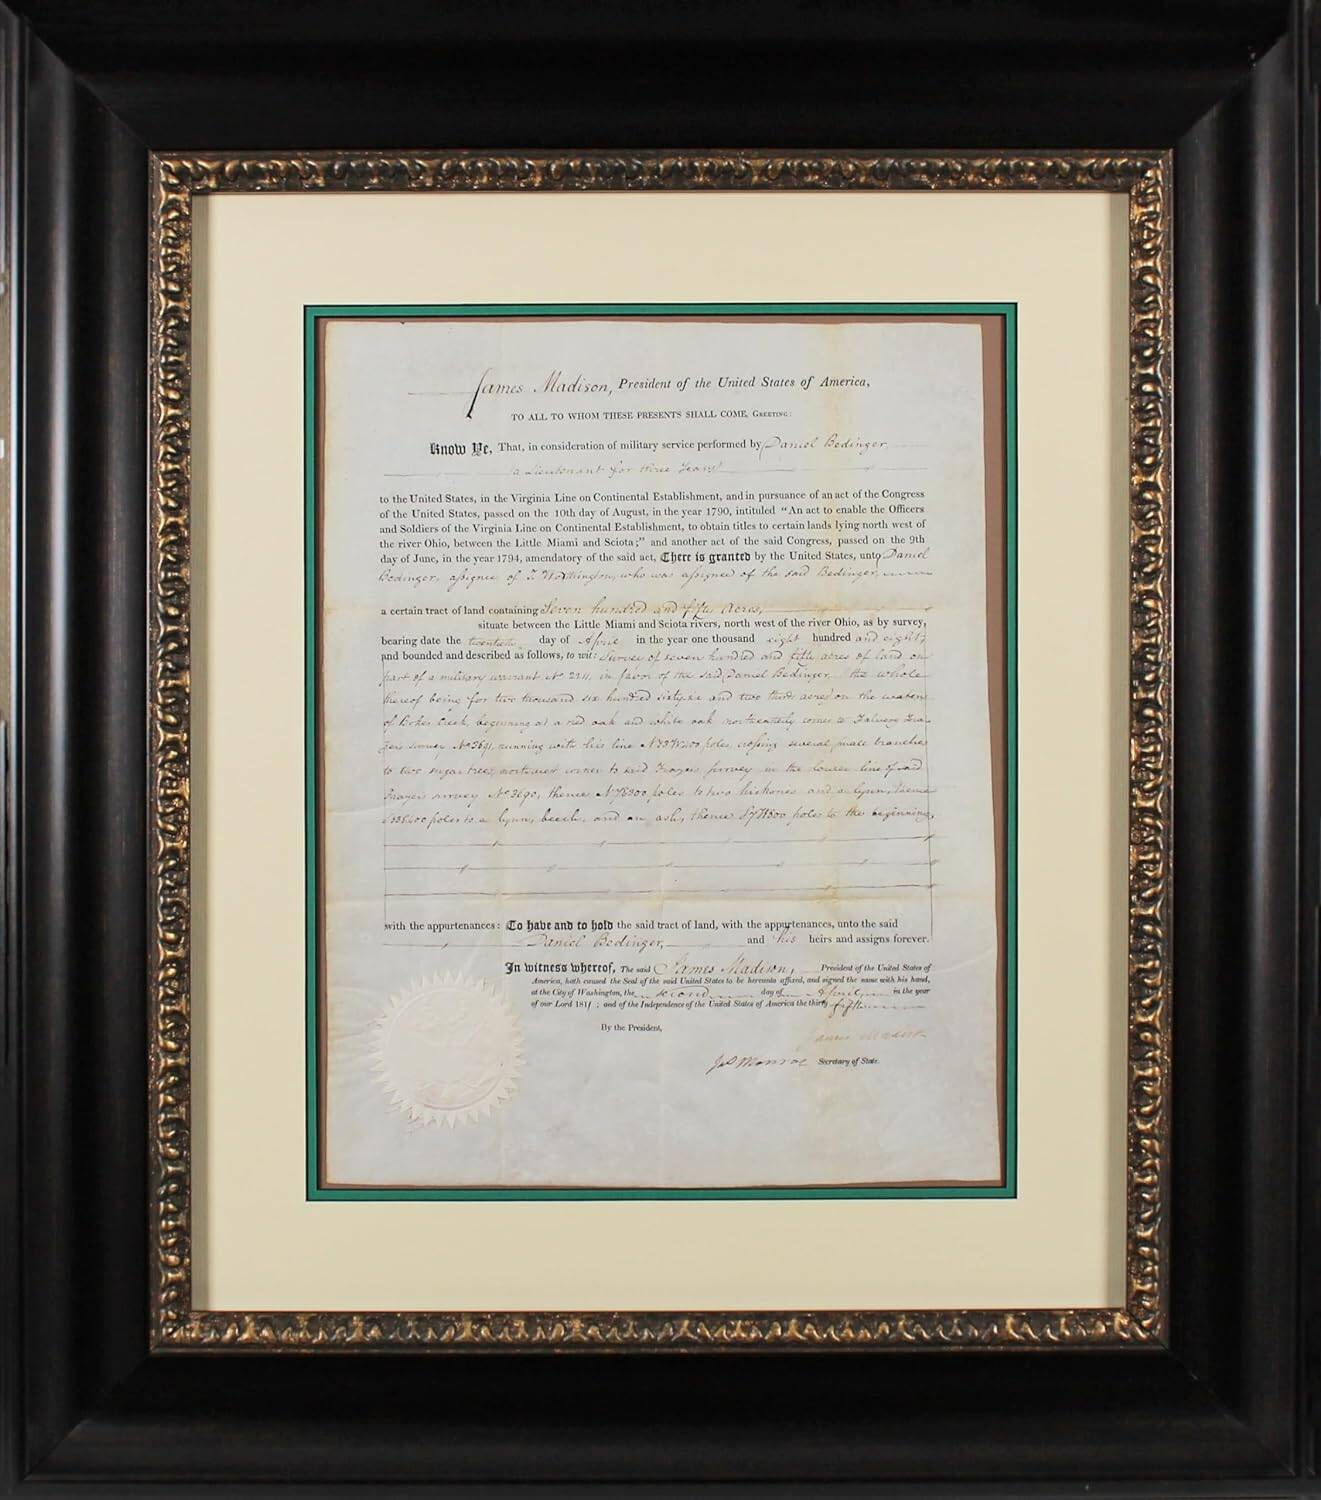 James Madison, President of the United States of America,
TO ALL TO WHOM THESE PRESENTS SHALL COME, Greeting:
Know Ye, That, in consideration of military service performed by Daniel Bedinger
(a Lieutenant for three Years)
to the United States, in the Virginia Line on Continental Establishment, and in pursuance of an act of the Congress
of the United States, passed on the 10th day of August, in the year 1790, intituled "An act to enable the Officers
and Soldiers of the Virginia Line on Continental Establishment, to obtain titles to certain lands lying north west of
the river Ohio, between the Little Miami and Sciota;" and another act of the said Congress, passed on the 9th
day of June, in the year 1794, amendatory of the said act, There is granted by the United States, unto Daniel
Bedinger, assignee of T. Worthington, who was assignee of the said Bedinger,
a certain tract of land containing Seven hundred and fifty Acres,
situate between the Little Miami and Sciota rivers, north west of the river Ohio, as by survey,
bearing date the twentieth day of April in the year one thousand eight hundred and eight;
and bounded and described as follows, to wit: Survey of seven hundred and fifty acres of land on
part of a military warrant No 2311, in favor of the said Daniel Bedinger, (the whole
thereof being for two thousand six hundred sixty six and two thirds acres) on the waters
of Bokes Creek, beginning at a red oak and white oak northeasterly corner to
survey No 3691, running with his line poles, crossing several small branches
to two sugar trees, northwest corner to said Frazers survey in the lower line of said
Frazers survey No 3690, thence poles to two hickories and a lynn, thence
poles to a lynn, beech, and an ash, thence poles to the beginning,
with the appurtenances: To have and to hold the said tract of land, with the appurtenances, unto the said
Daniel Bedinger, and his heirs and assigns forever.
In witness whereof, The said James Madison, President of the United States of
America, hath caused the Seal of the said United States to be hereunto affixed, and signed the same with his hand,
at the City of Washington, the second day of April, in the year
of our Lord 1811; and of the Independence of the United States of America the thirty fifth
By the President,
James Madison
Jas Monroe Secretary of State.